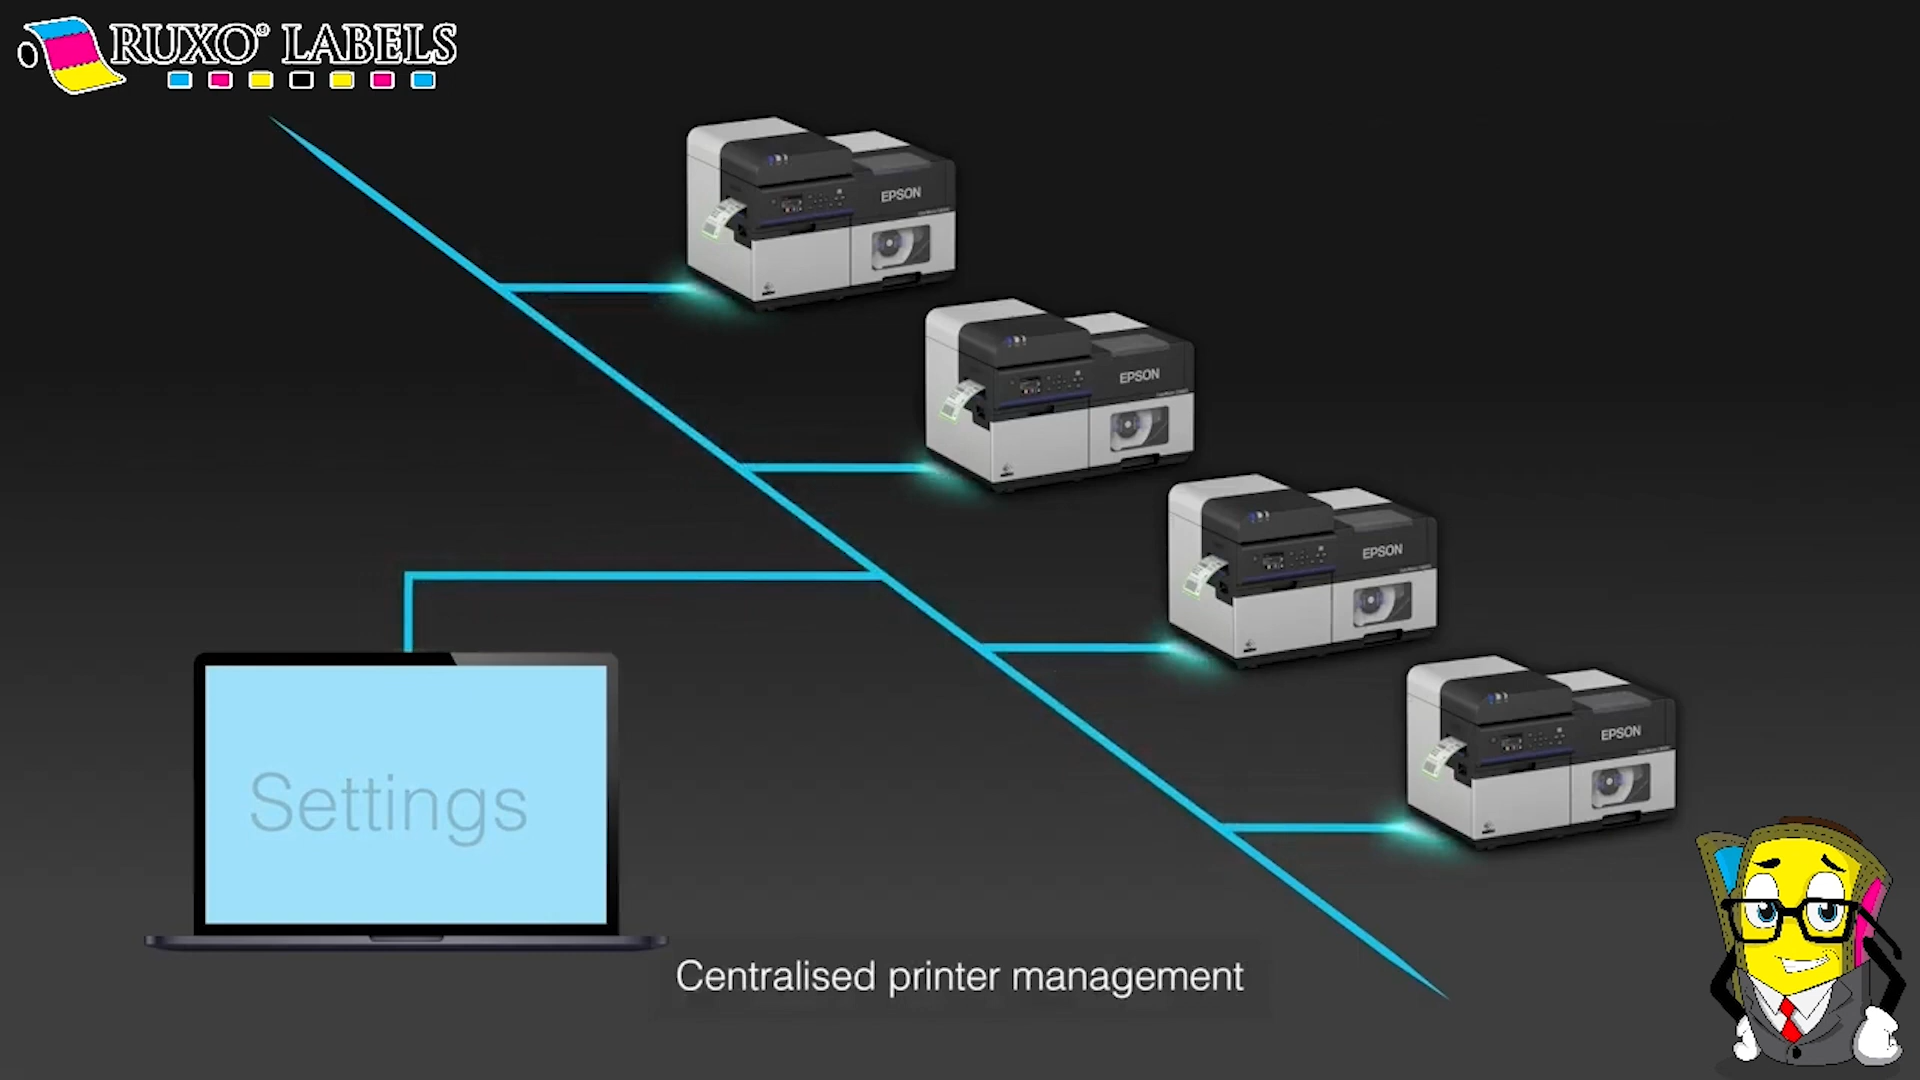 RUXO® LABELS
EPSON
EPSON
EPSON
EPSON
Settings
Centralised printer management